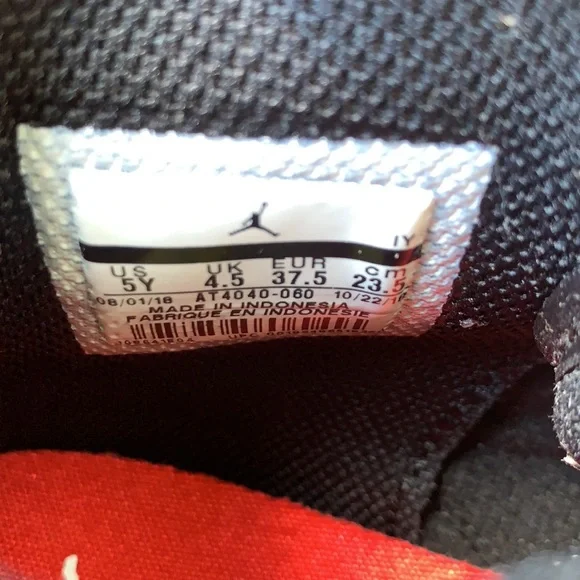 IY
US UK EUR cm
5Y 4.5 37.5 23.5
08/01/18 AT4040-060 10/22/18
MADE IN INDONESIA
FABRIQUE EN INDONESIE